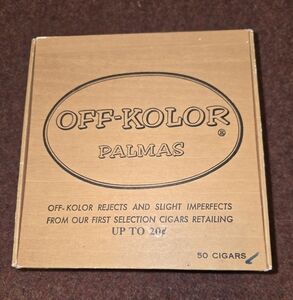 OFF-KOLOR®
PALMAS
OFF-KOLOR REJECTS AND SLIGHT IMPERFECTS
FROM OUR FIRST SELECTION CIGARS RETAILING
UP TO 20¢
50 CIGARS